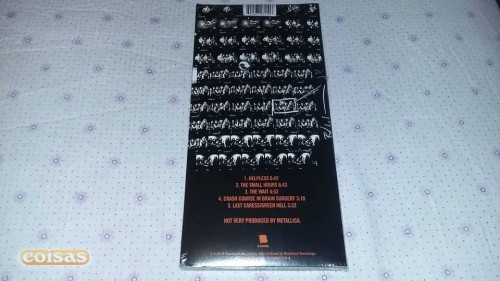 1. HELPLESS 6:42
2. THE SMALL HOURS 6:43
3. THE WAIT 4:52
4. CRASH COURSE IN BRAIN SURGERY 3:10
5. LAST CARESS/GREEN HELL 3:32
NOT VERY PRODUCED BY METALLICA.
coisas